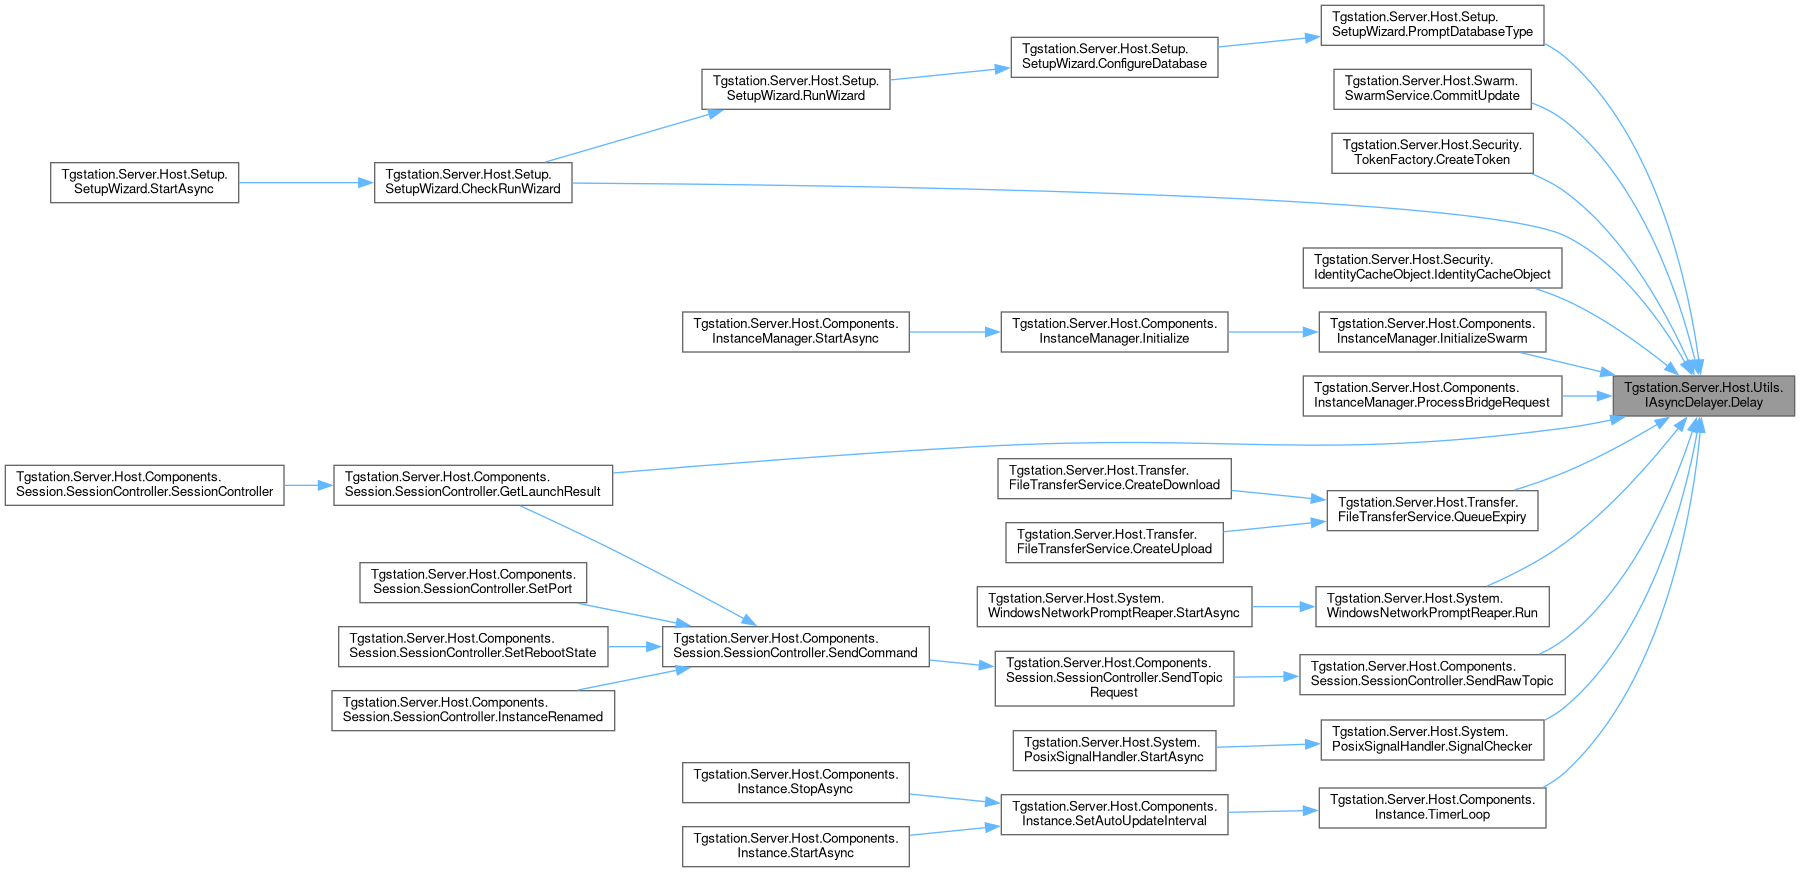 Tgstation.Server.Host.Setup.
SetupWizard.PromptDatabaseType
Tgstation.Server.Host.Setup.
SetupWizard.ConfigureDatabase
Tgstation.Server.Host.Setup.
SetupWizard.RunWizard
Tgstation.Server.Host.Swarm.
SwarmService.CommitUpdate
Tgstation.Server.Host.Security.
TokenFactory.CreateToken
Tgstation.Server.Host.Setup.
SetupWizard.StartAsync
Tgstation.Server.Host.Setup.
SetupWizard.CheckRunWizard
Tgstation.Server.Host.Security.
IdentityCacheObject.IdentityCacheObject
Tgstation.Server.Host.Components.
InstanceManager.StartAsync
Tgstation.Server.Host.Components.
InstanceManager.Initialize
Tgstation.Server.Host.Components.
InstanceManager.InitializeSwarm
Tgstation.Server.Host.Components.
InstanceManager.ProcessBridgeRequest
Tgstation.Server.Host.Utils.
IAsyncDelayer.Delay
Tgstation.Server.Host.Components.
Session.SessionController.SessionController
Tgstation.Server.Host.Components.
Session.SessionController.GetLaunchResult
Tgstation.Server.Host.Transfer.
FileTransferService.CreateDownload
Tgstation.Server.Host.Transfer.
FileTransferService.QueueExpiry
Tgstation.Server.Host.Transfer.
FileTransferService.CreateUpload
Tgstation.Server.Host.Components.
Session.SessionController.SetPort
Tgstation.Server.Host.System.
WindowsNetworkPromptReaper.StartAsync
Tgstation.Server.Host.System.
WindowsNetworkPromptReaper.Run
Tgstation.Server.Host.Components.
Session.SessionController.SetRebootState
Tgstation.Server.Host.Components.
Session.SessionController.SendCommand
Tgstation.Server.Host.Components.
Session.SessionController.SendTopic
Request
Tgstation.Server.Host.Components.
Session.SessionController.SendRawTopic
Tgstation.Server.Host.Components.
Session.SessionController.InstanceRenamed
Tgstation.Server.Host.System.
PosixSignalHandler.StartAsync
Tgstation.Server.Host.System.
PosixSignalHandler.SignalChecker
Tgstation.Server.Host.Components.
Instance.StopAsync
Tgstation.Server.Host.Components.
Instance.SetAutoUpdateInterval
Tgstation.Server.Host.Components.
Instance.TimerLoop
Tgstation.Server.Host.Components.
Instance.StartAsync